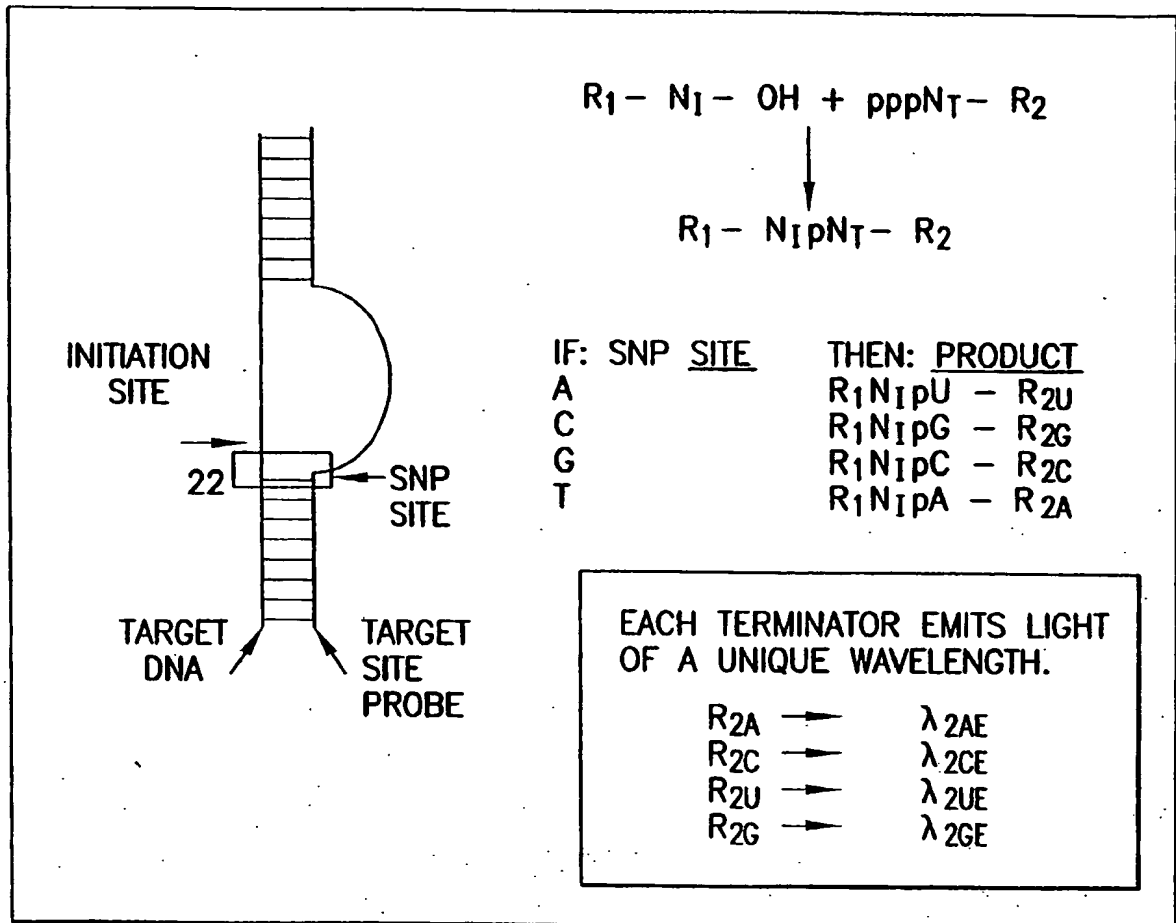 R1 – NI – OH + pppNT – R2
R1 – NIpNT – R2
INITIATION
SITE
22
SNP
SITE
TARGET
DNA
TARGET
SITE
PROBE
IF: SNP SITE THEN: PRODUCT
A R1NIpU – R2U
C R1NIpG – R2G
G R1NIpC – R2C
T R1NIpA – R2A
EACH TERMINATOR EMITS LIGHT
OF A UNIQUE WAVELENGTH.
R2A → λ2AE
R2C → λ2CE
R2U → λ2UE
R2G → λ2GE